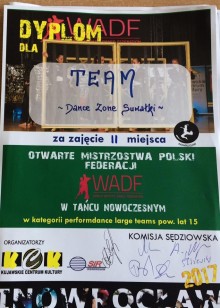 DYPLOM
DLA
WADF
TEAM
~ Dance Zone Suwałki ~
za zajęcie II miejsca
OTWARTE MISTRZOSTWA POLSKI
FEDERACJI
WADF
W TAŃCU NOWOCZESNYM
w kategorii performdance large teams pow. lat 15
ORGANIZATORZY
KOMISJA SĘDZIOWSKA
KCK
KUJAWSKIE CENTRUM KULTURY
2017
INOWROCŁAW